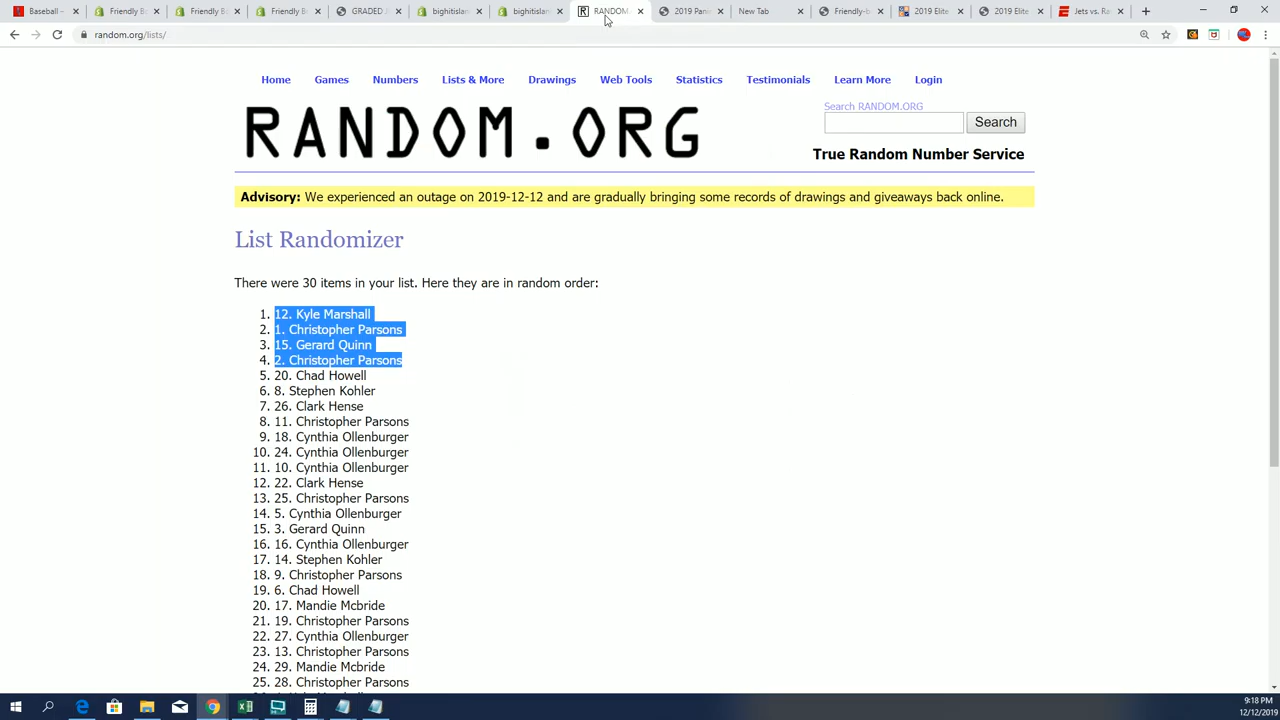 Baseball –
Friendly B
Friendly B
Friendly B
GRADED
bighitislan
bighitislan
RANDOM.
2019 Pani
New Tab
Friendly-b
2019 Elite
2019 Elite
Jets vs. Ra
random.org/lists/
Home Games Numbers Lists & More Drawings Web Tools Statistics Testimonials Learn More Login
RANDOM.ORG
Search RANDOM.ORG
Search
True Random Number Service
Advisory: We experienced an outage on 2019-12-12 and are gradually bringing some records of drawings and giveaways back online.
List Randomizer
There were 30 items in your list. Here they are in random order:
1. 12. Kyle Marshall
2. 1. Christopher Parsons
3. 15. Gerard Quinn
4. 2. Christopher Parsons
5. 20. Chad Howell
6. 8. Stephen Kohler
7. 26. Clark Hense
8. 11. Christopher Parsons
9. 18. Cynthia Ollenburger
10. 24. Cynthia Ollenburger
11. 10. Cynthia Ollenburger
12. 22. Clark Hense
13. 25. Christopher Parsons
14. 5. Cynthia Ollenburger
15. 3. Gerard Quinn
16. 16. Cynthia Ollenburger
17. 14. Stephen Kohler
18. 9. Christopher Parsons
19. 6. Chad Howell
20. 17. Mandie Mcbride
21. 19. Christopher Parsons
22. 27. Cynthia Ollenburger
23. 13. Christopher Parsons
24. 29. Mandie Mcbride
25. 28. Christopher Parsons
9:18 PM
12/12/2019